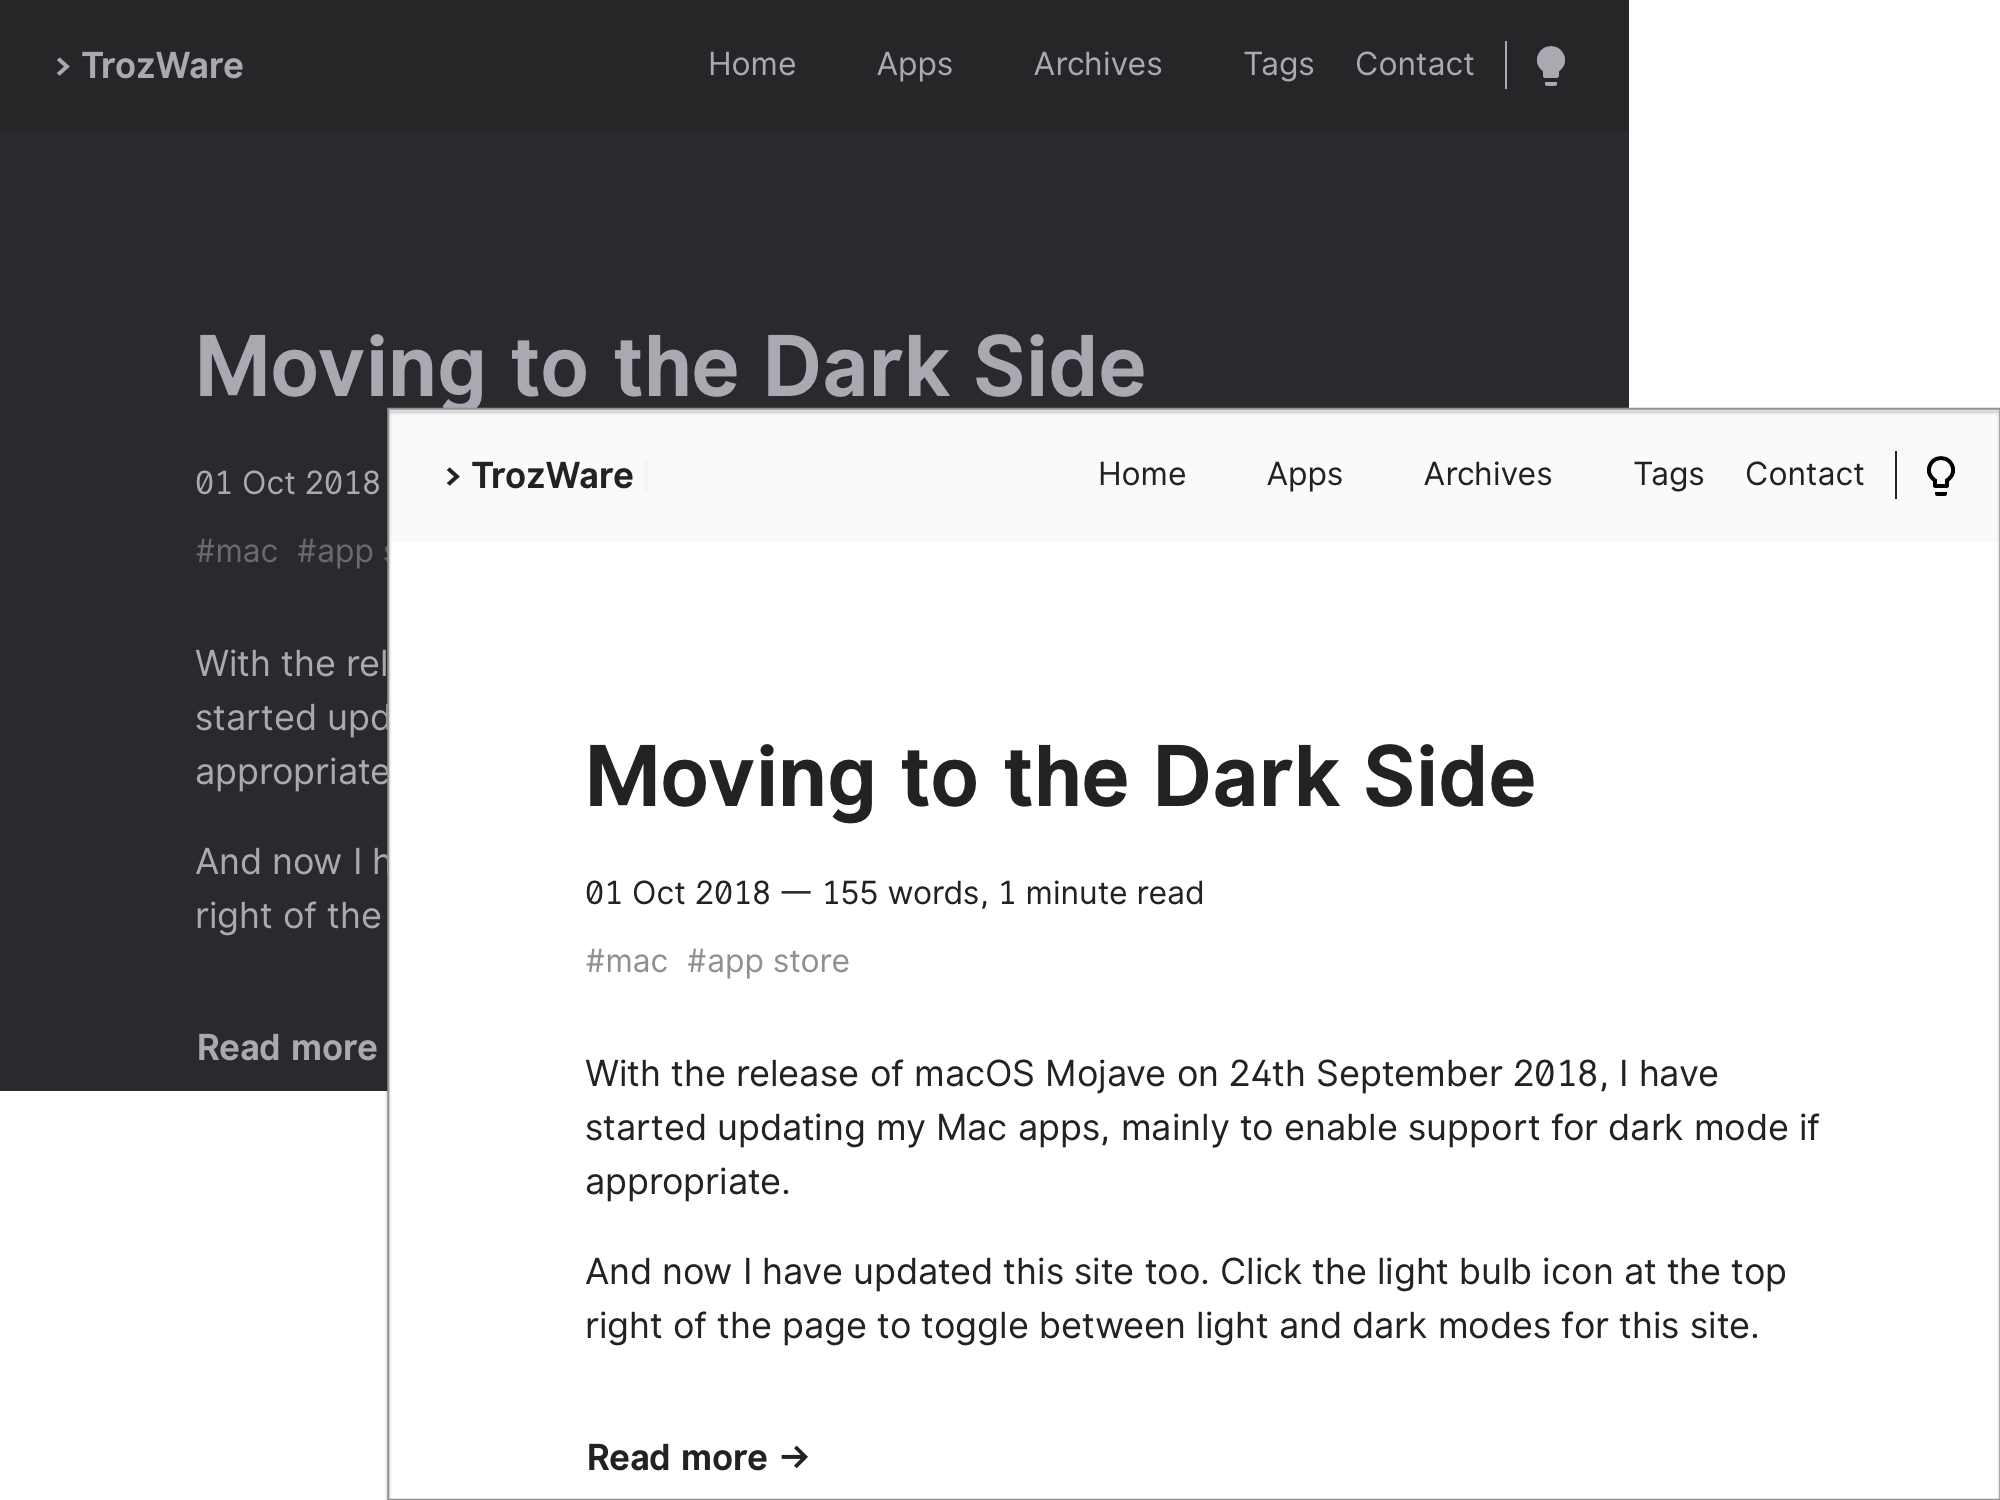 > TrozWare Home Apps Archives Tags Contact
Moving to the Dark Side
01 Oct 2018
#mac #app
With the rel
started upd
appropriate
And now I h
right of the
Read more
> TrozWare Home Apps Archives Tags Contact
Moving to the Dark Side
01 Oct 2018 — 155 words, 1 minute read
#mac #app store
With the release of macOS Mojave on 24th September 2018, I have
started updating my Mac apps, mainly to enable support for dark mode if
appropriate.
And now I have updated this site too. Click the light bulb icon at the top
right of the page to toggle between light and dark modes for this site.
Read more →